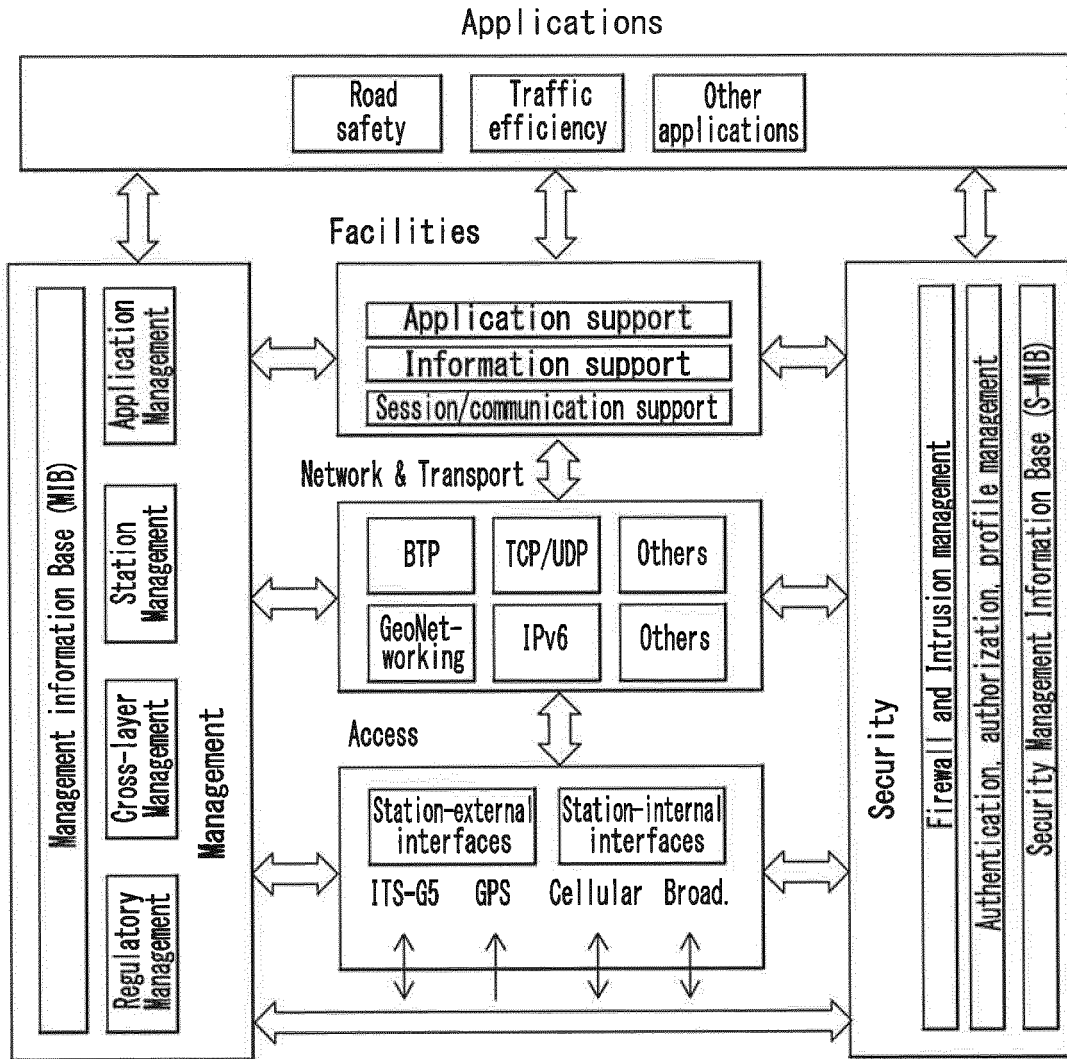 Applications
Road
safety
Traffic
efficiency
Other
applications
Facilities
Application support
Information support
Session/communication support
Network & Transport
BTP
TCP/UDP
Others
GeoNet-
working
IPv6
Others
Access
Station-external
interfaces
Station-internal
interfaces
ITS-G5
GPS
Cellular
Broad.
Management information Base (MIB)
Application
Management
Station
Management
Cross-layer
Management
Regulatory
Management
Management
Security
Firewall and Intrusion management
Authentication, authorization, profile management
Security Management Information Base (S-MIB)